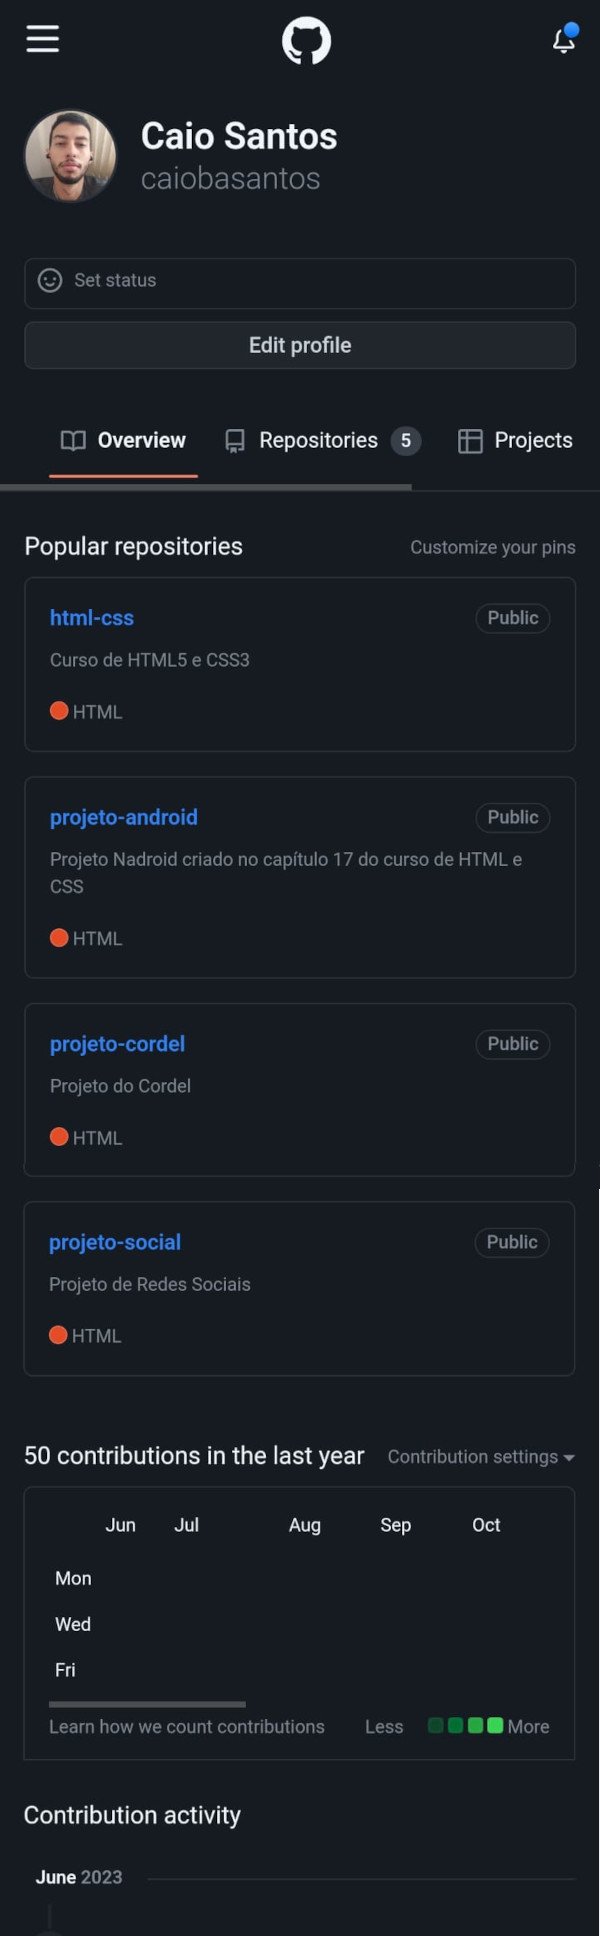 Caio Santos
caiobasantos
Set status
Edit profile
Overview Repositories 5 Projects
Popular repositories Customize your pins
html-css Public
Curso de HTML5 e CSS3
HTML
projeto-android Public
Projeto Nadroid criado no capítulo 17 do curso de HTML e
CSS
HTML
projeto-cordel Public
Projeto do Cordel
HTML
projeto-social Public
Projeto de Redes Sociais
HTML
50 contributions in the last year Contribution settings
Jun Jul Aug Sep Oct
Mon
Wed
Fri
Learn how we count contributions Less More
Contribution activity
June 2023